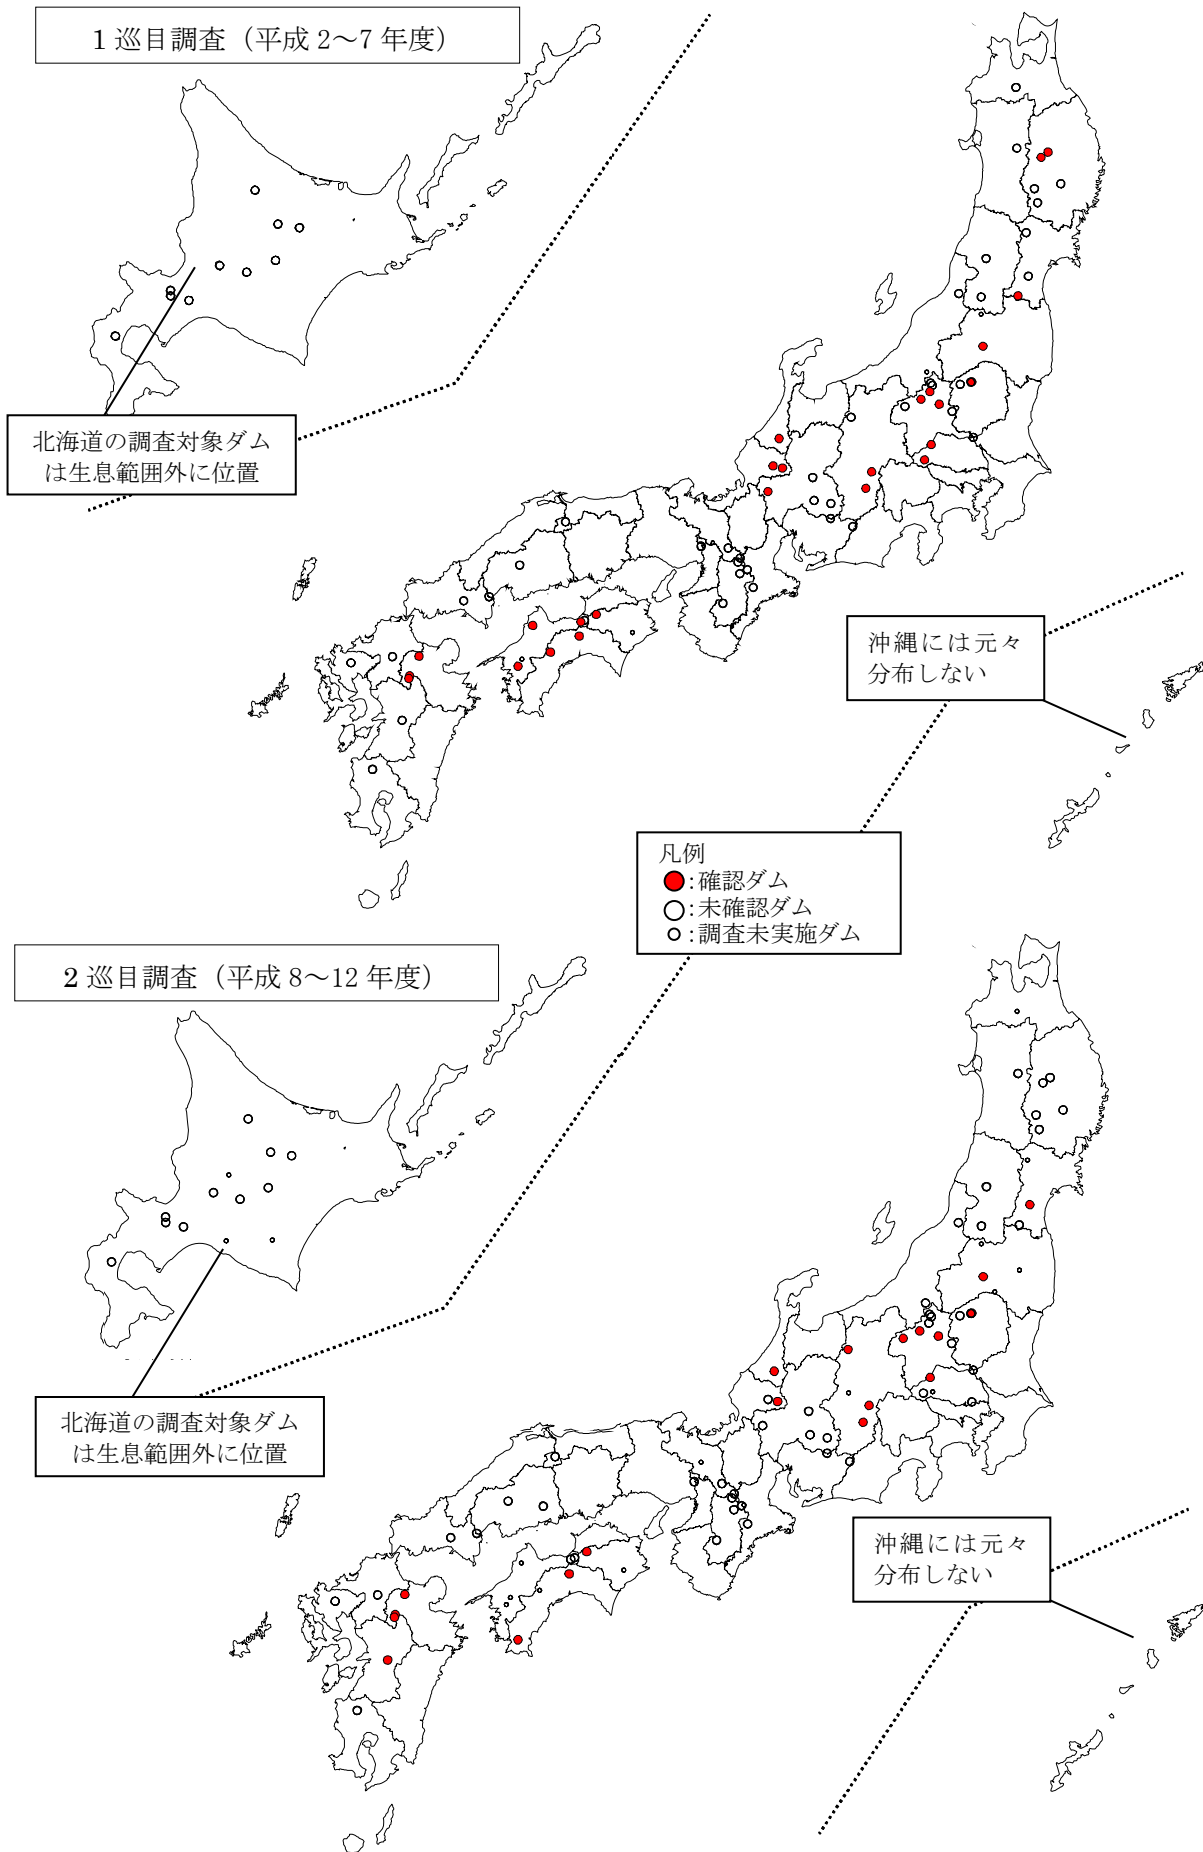 1 巡目調査（平成 2～7 年度）
北海道の調査対象ダム
は生息範囲外に位置
沖縄には元々
分布しない
凡例
：確認ダム
：未確認ダム
：調査未実施ダム
2 巡目調査（平成 8～12 年度）
北海道の調査対象ダム
は生息範囲外に位置
沖縄には元々
分布しない